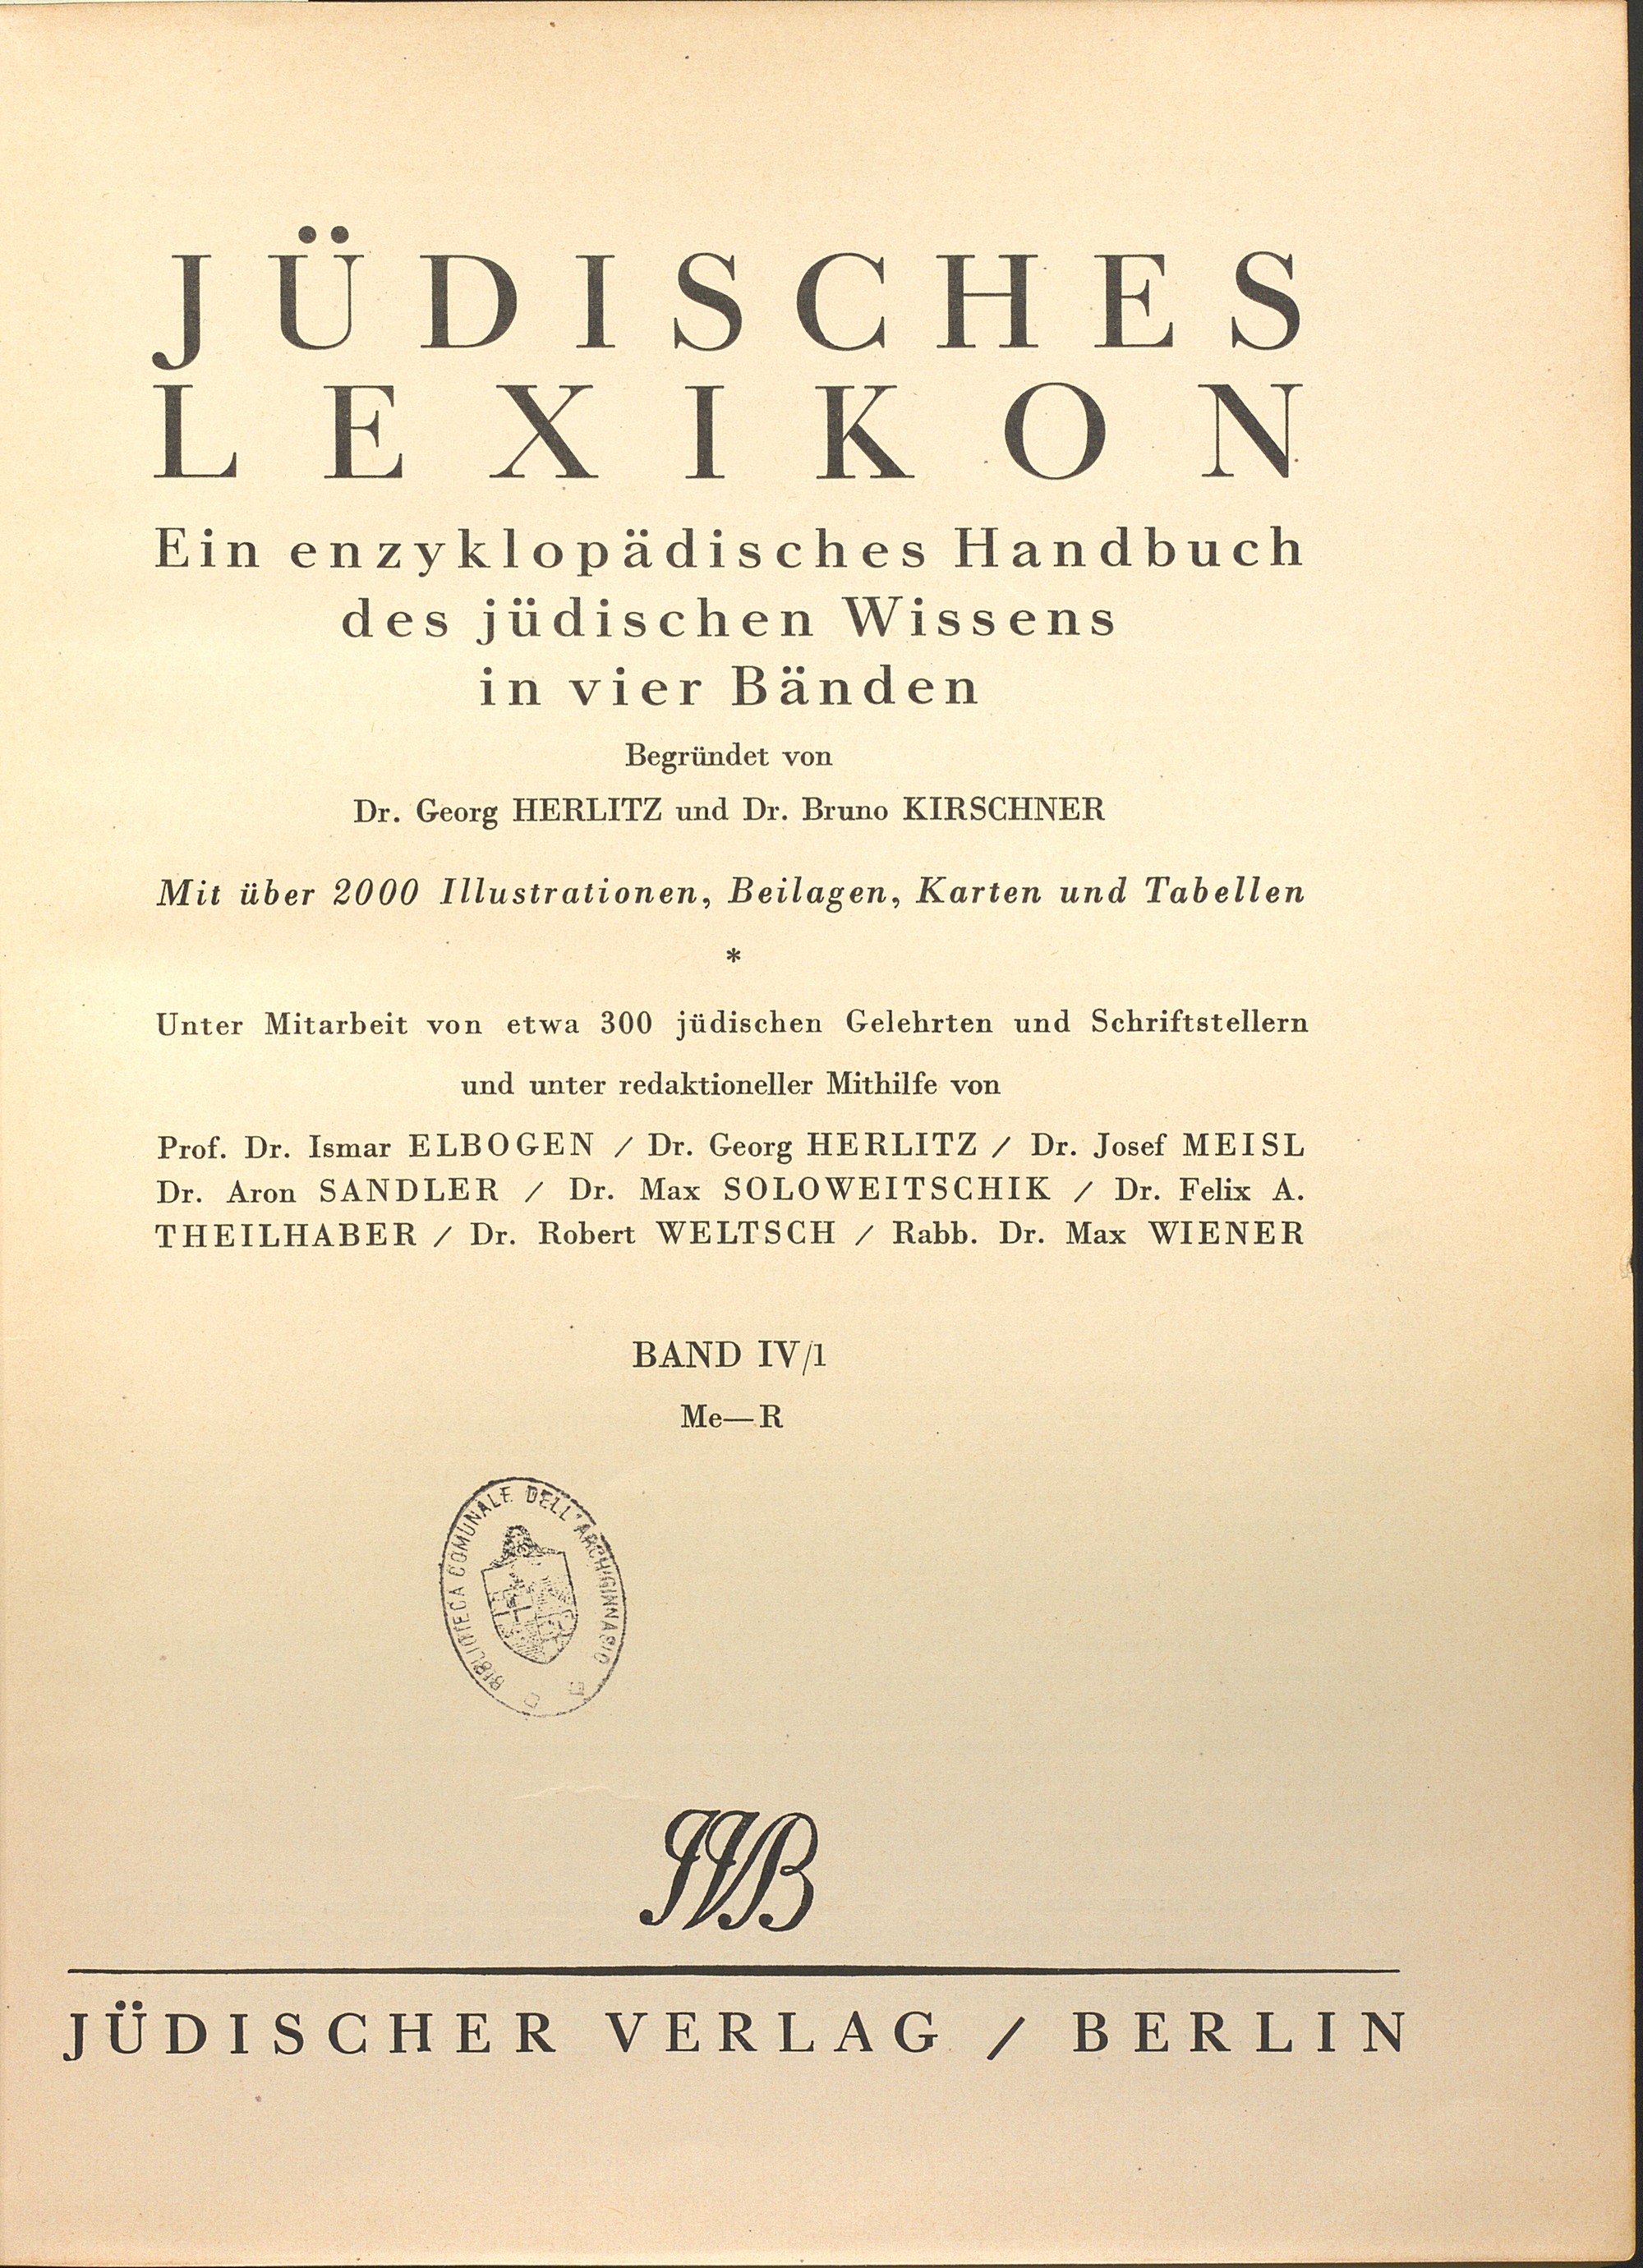 JÜDISCHES
LEXIKON
Ein enzyklopädisches Handbuch
des jüdischen Wissens
in vier Bänden
Begründet von
Dr. Georg HERLITZ und Dr. Bruno KIRSCHNER
Mit über 2000 Illustrationen, Beilagen, Karten und Tabellen
*
Unter Mitarbeit von etwa 300 jüdischen Gelehrten und Schriftstellern
und unter redaktioneller Mithilfe von
Prof. Dr. Ismar ELBOGEN / Dr. Georg HERLITZ / Dr. Josef MEISL
Dr. Aron SANDLER / Dr. Max SOLOWEITSCHIK / Dr. Felix A.
THEILHABER / Dr. Robert WELTSCH / Rabb. Dr. Max WIENER
BAND IV/1
Me—R
BIBLIOTECA COMUNALE DELL'ARCHIGINNASIO
JVB
JÜDISCHER VERLAG / BERLIN